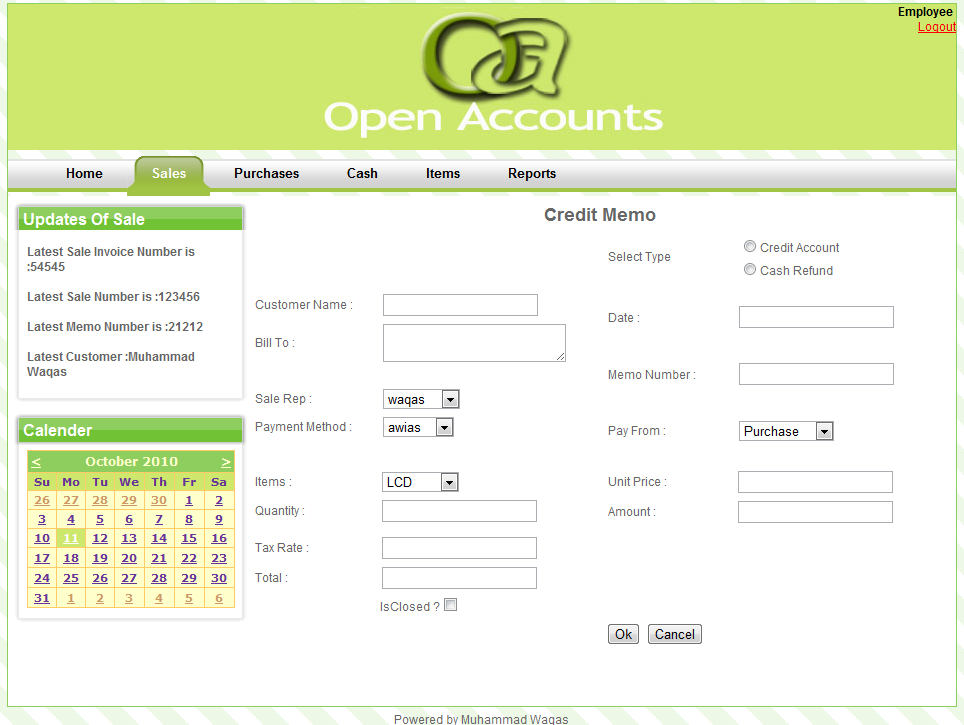 Employee
Logout
Oa
Open Accounts
Home Sales Purchases Cash Items Reports
Updates Of Sale
Latest Sale Invoice Number is
:54545
Latest Sale Number is :123456
Latest Memo Number is :21212
Latest Customer :Muhammad
Waqas
Calender
< October 2010 >
Su Mo Tu We Th Fr Sa
26 27 28 29 30 1 2
3 4 5 6 7 8 9
10 11 12 13 14 15 16
17 18 19 20 21 22 23
24 25 26 27 28 29 30
31 1 2 3 4 5 6
Credit Memo
Select Type
Credit Account
Cash Refund
Customer Name :
Date :
Bill To :
Memo Number :
Sale Rep : waqas
Payment Method : awias
Pay From : Purchase
Items : LCD
Unit Price :
Quantity :
Amount :
Tax Rate :
Total :
IsClosed ?
Ok Cancel
Powered by Muhammad Waqas